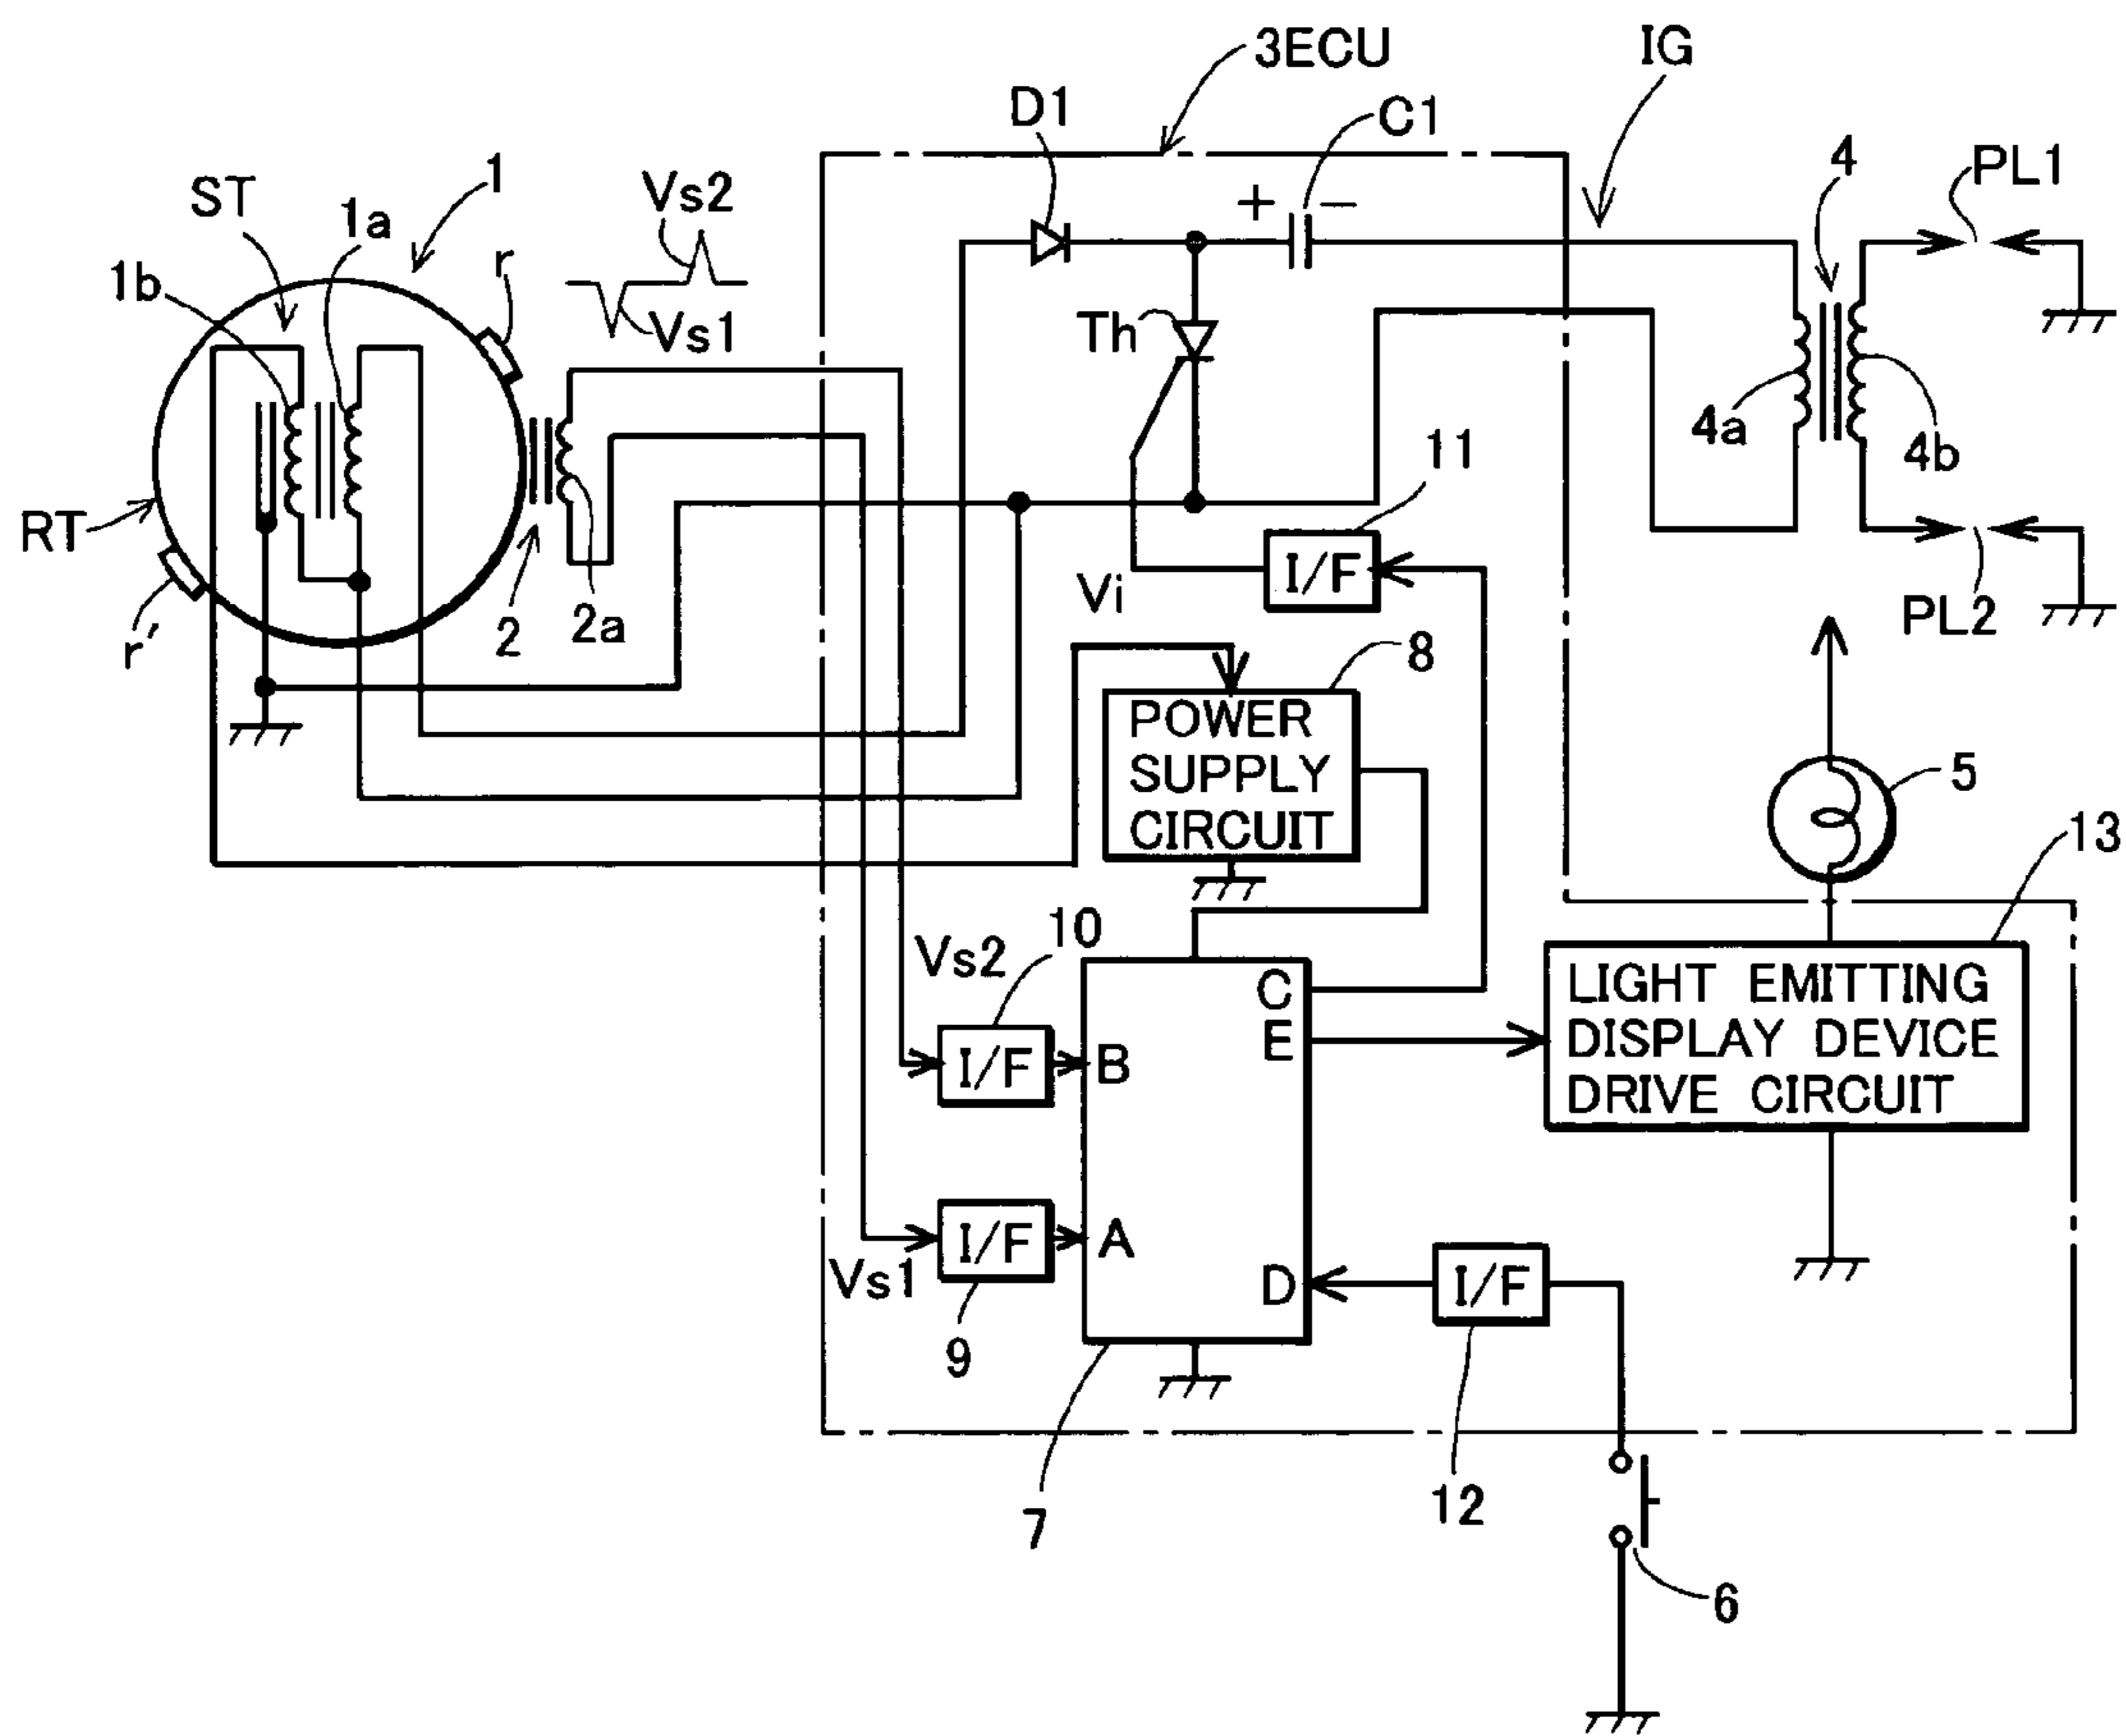 3ECU
IG
D1
C1
1
ST
Vs2
4
PL1
1a
+ −
r
1b
Vs1
Th
4a
11
4b
RT
I/F
r′
2
2a
Vi
PL2
8
POWER
SUPPLY
CIRCUIT
5
13
10
Vs2
C
LIGHT EMITTING
DISPLAY DEVICE
DRIVE CIRCUIT
E
I/F
B
I/F
A
Vs1
D
I/F
9
7
12
6